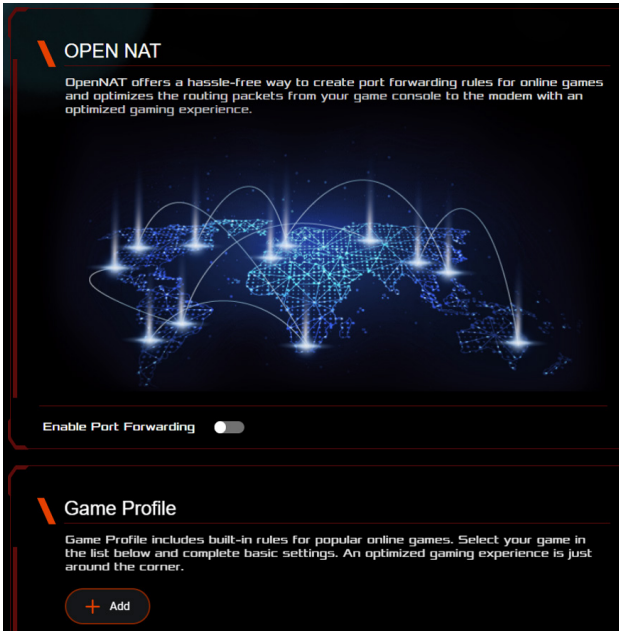 OPEN NAT
OpenNAT offers a hassle-free way to create port forwarding rules for online games
and optimizes the routing packets from your game console to the modem with an
optimized gaming experience.
Enable Port Forwarding
Game Profile
Game Profile includes built-in rules for popular online games. Select your game in
the list below and complete basic settings. An optimized gaming experience is just
around the corner.
Add